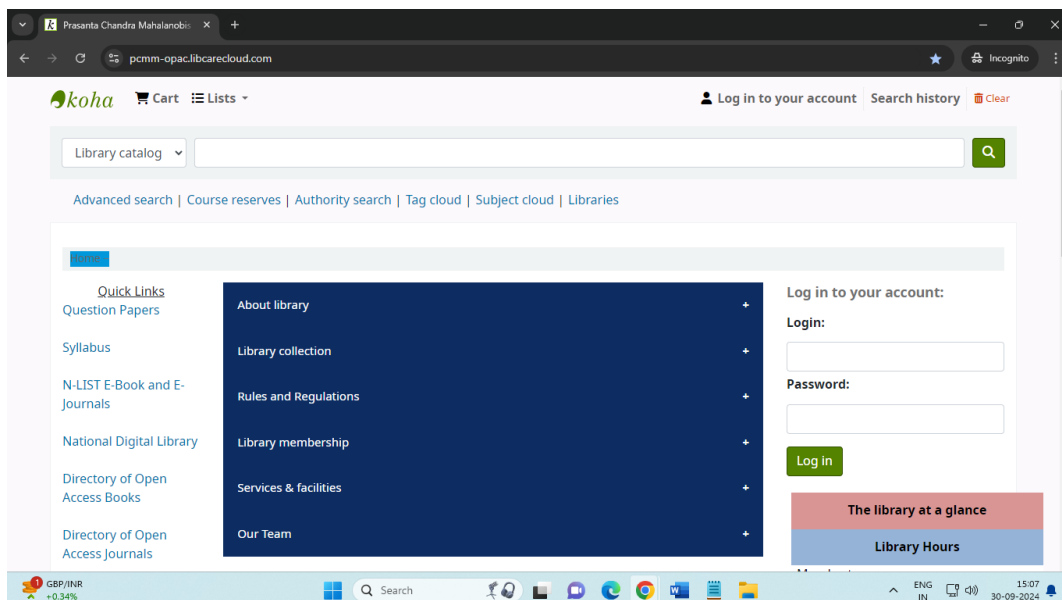 Prasanta Chandra Mahalanobis
pcmm-opac.libcarecloud.com
Incognito
koha Cart Lists
Log in to your account Search history Clear
Library catalog
Advanced search | Course reserves | Authority search | Tag cloud | Subject cloud | Libraries
Home
Quick Links
Question Papers
Syllabus
N-LIST E-Book and E-
Journals
National Digital Library
Directory of Open
Access Books
Directory of Open
Access Journals
About library +
Library collection +
Rules and Regulations +
Library membership +
Services & facilities +
Our Team +
Log in to your account:
Login:
Password:
Log in
The library at a glance
Library Hours
1
GBP/INR
+0.34%
Search
ENG
IN
15:07
30-09-2024